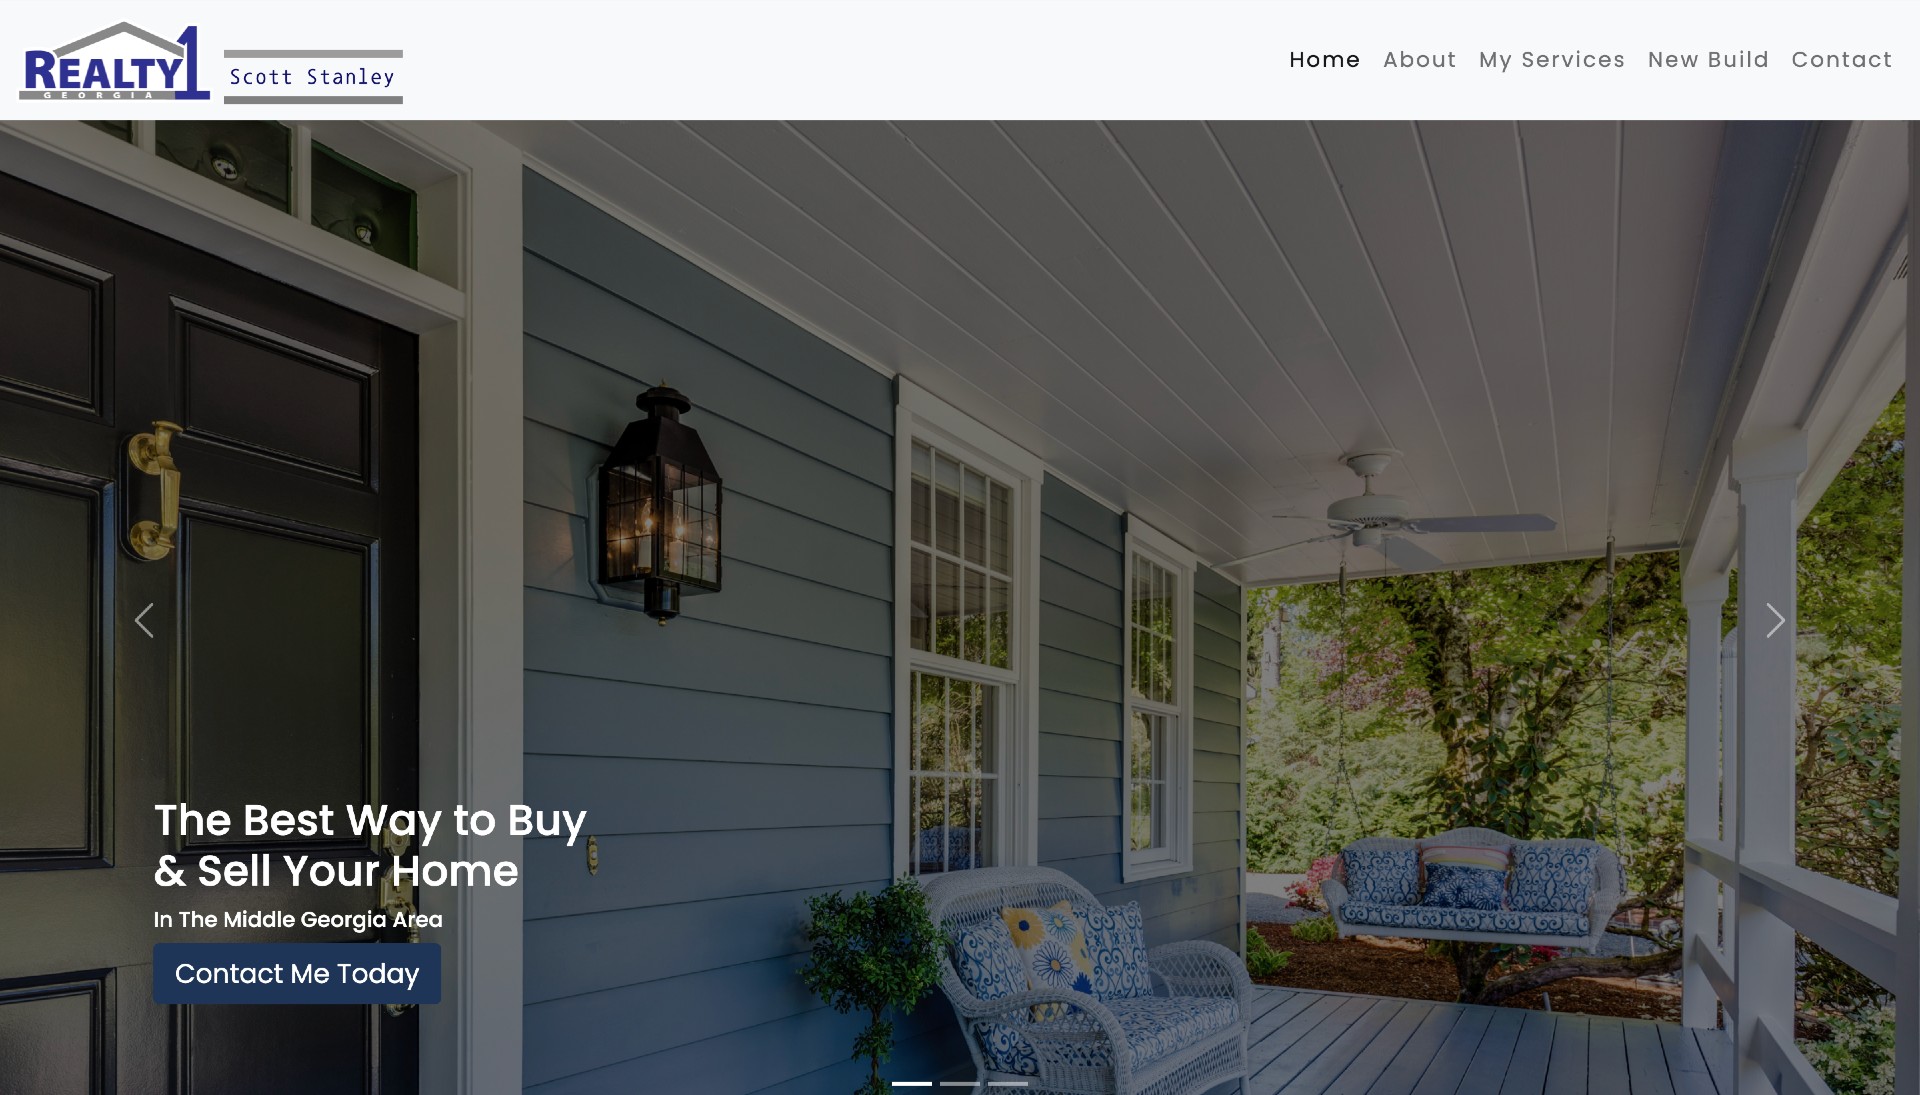 REALTY1
GEORGIA
Scott Stanley
Home About My Services New Build Contact
The Best Way to Buy
& Sell Your Home
In The Middle Georgia Area
Contact Me Today